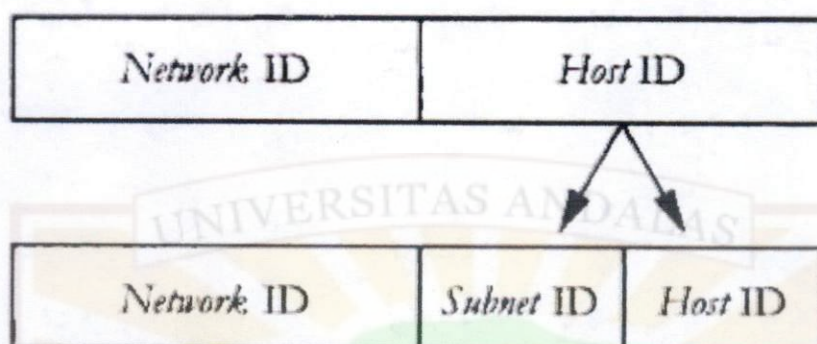 Network ID Host ID
UNIVERSITAS ANDALAS
Network ID Subnet ID Host ID